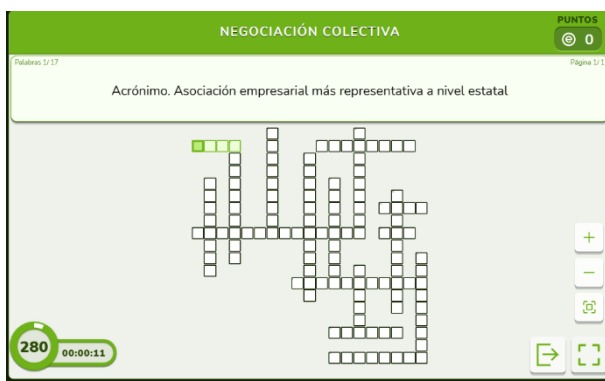 NEGOCIACIÓN COLECTIVA
PUNTOS
0
Palabras 1/17
Página 1/1
Acrónimo. Asociación empresarial más representativa a nivel estatal
280
00:00:11